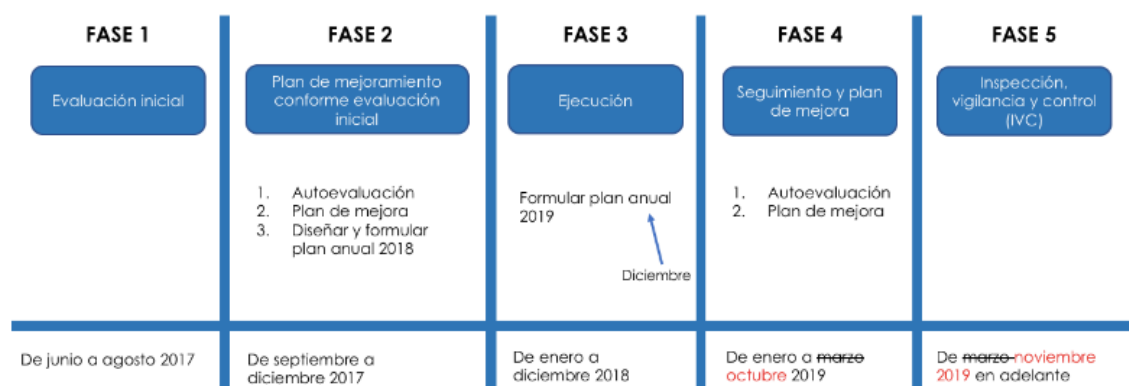 FASE 1
Evaluación inicial
De junio a agosto 2017
FASE 2
Plan de mejoramiento
conforme evaluación
inicial
1. Autoevaluación
2. Plan de mejora
3. Diseñar y formular
plan anual 2018
De septiembre a
diciembre 2017
FASE 3
Ejecución
Formular plan anual
2019
Diciembre
De enero a
diciembre 2018
FASE 4
Seguimiento y plan
de mejora
1. Autoevaluación
2. Plan de mejora
De enero a marzo
octubre 2019
FASE 5
Inspección,
vigilancia y control
(IVC)
De marzo noviembre
2019 en adelante